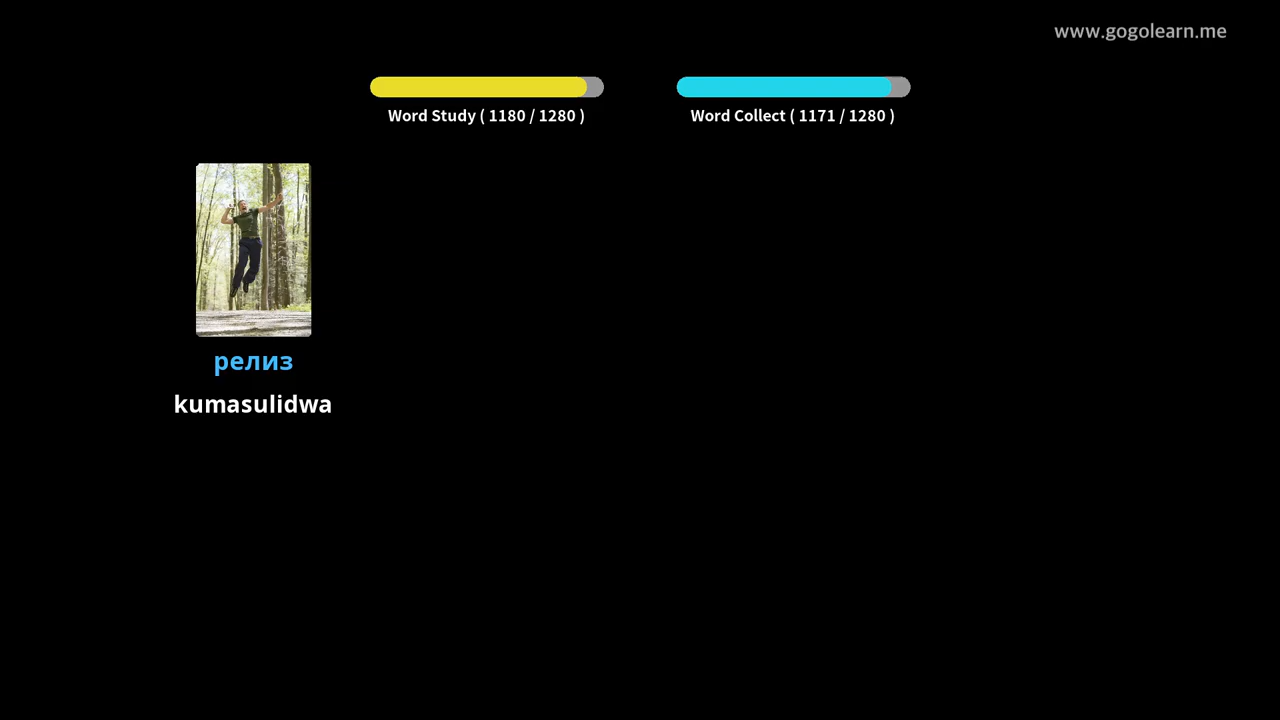 www.gogolearn.me
Word Study ( 1180 / 1280 )
Word Collect ( 1171 / 1280 )
релиз
kumasulidwa